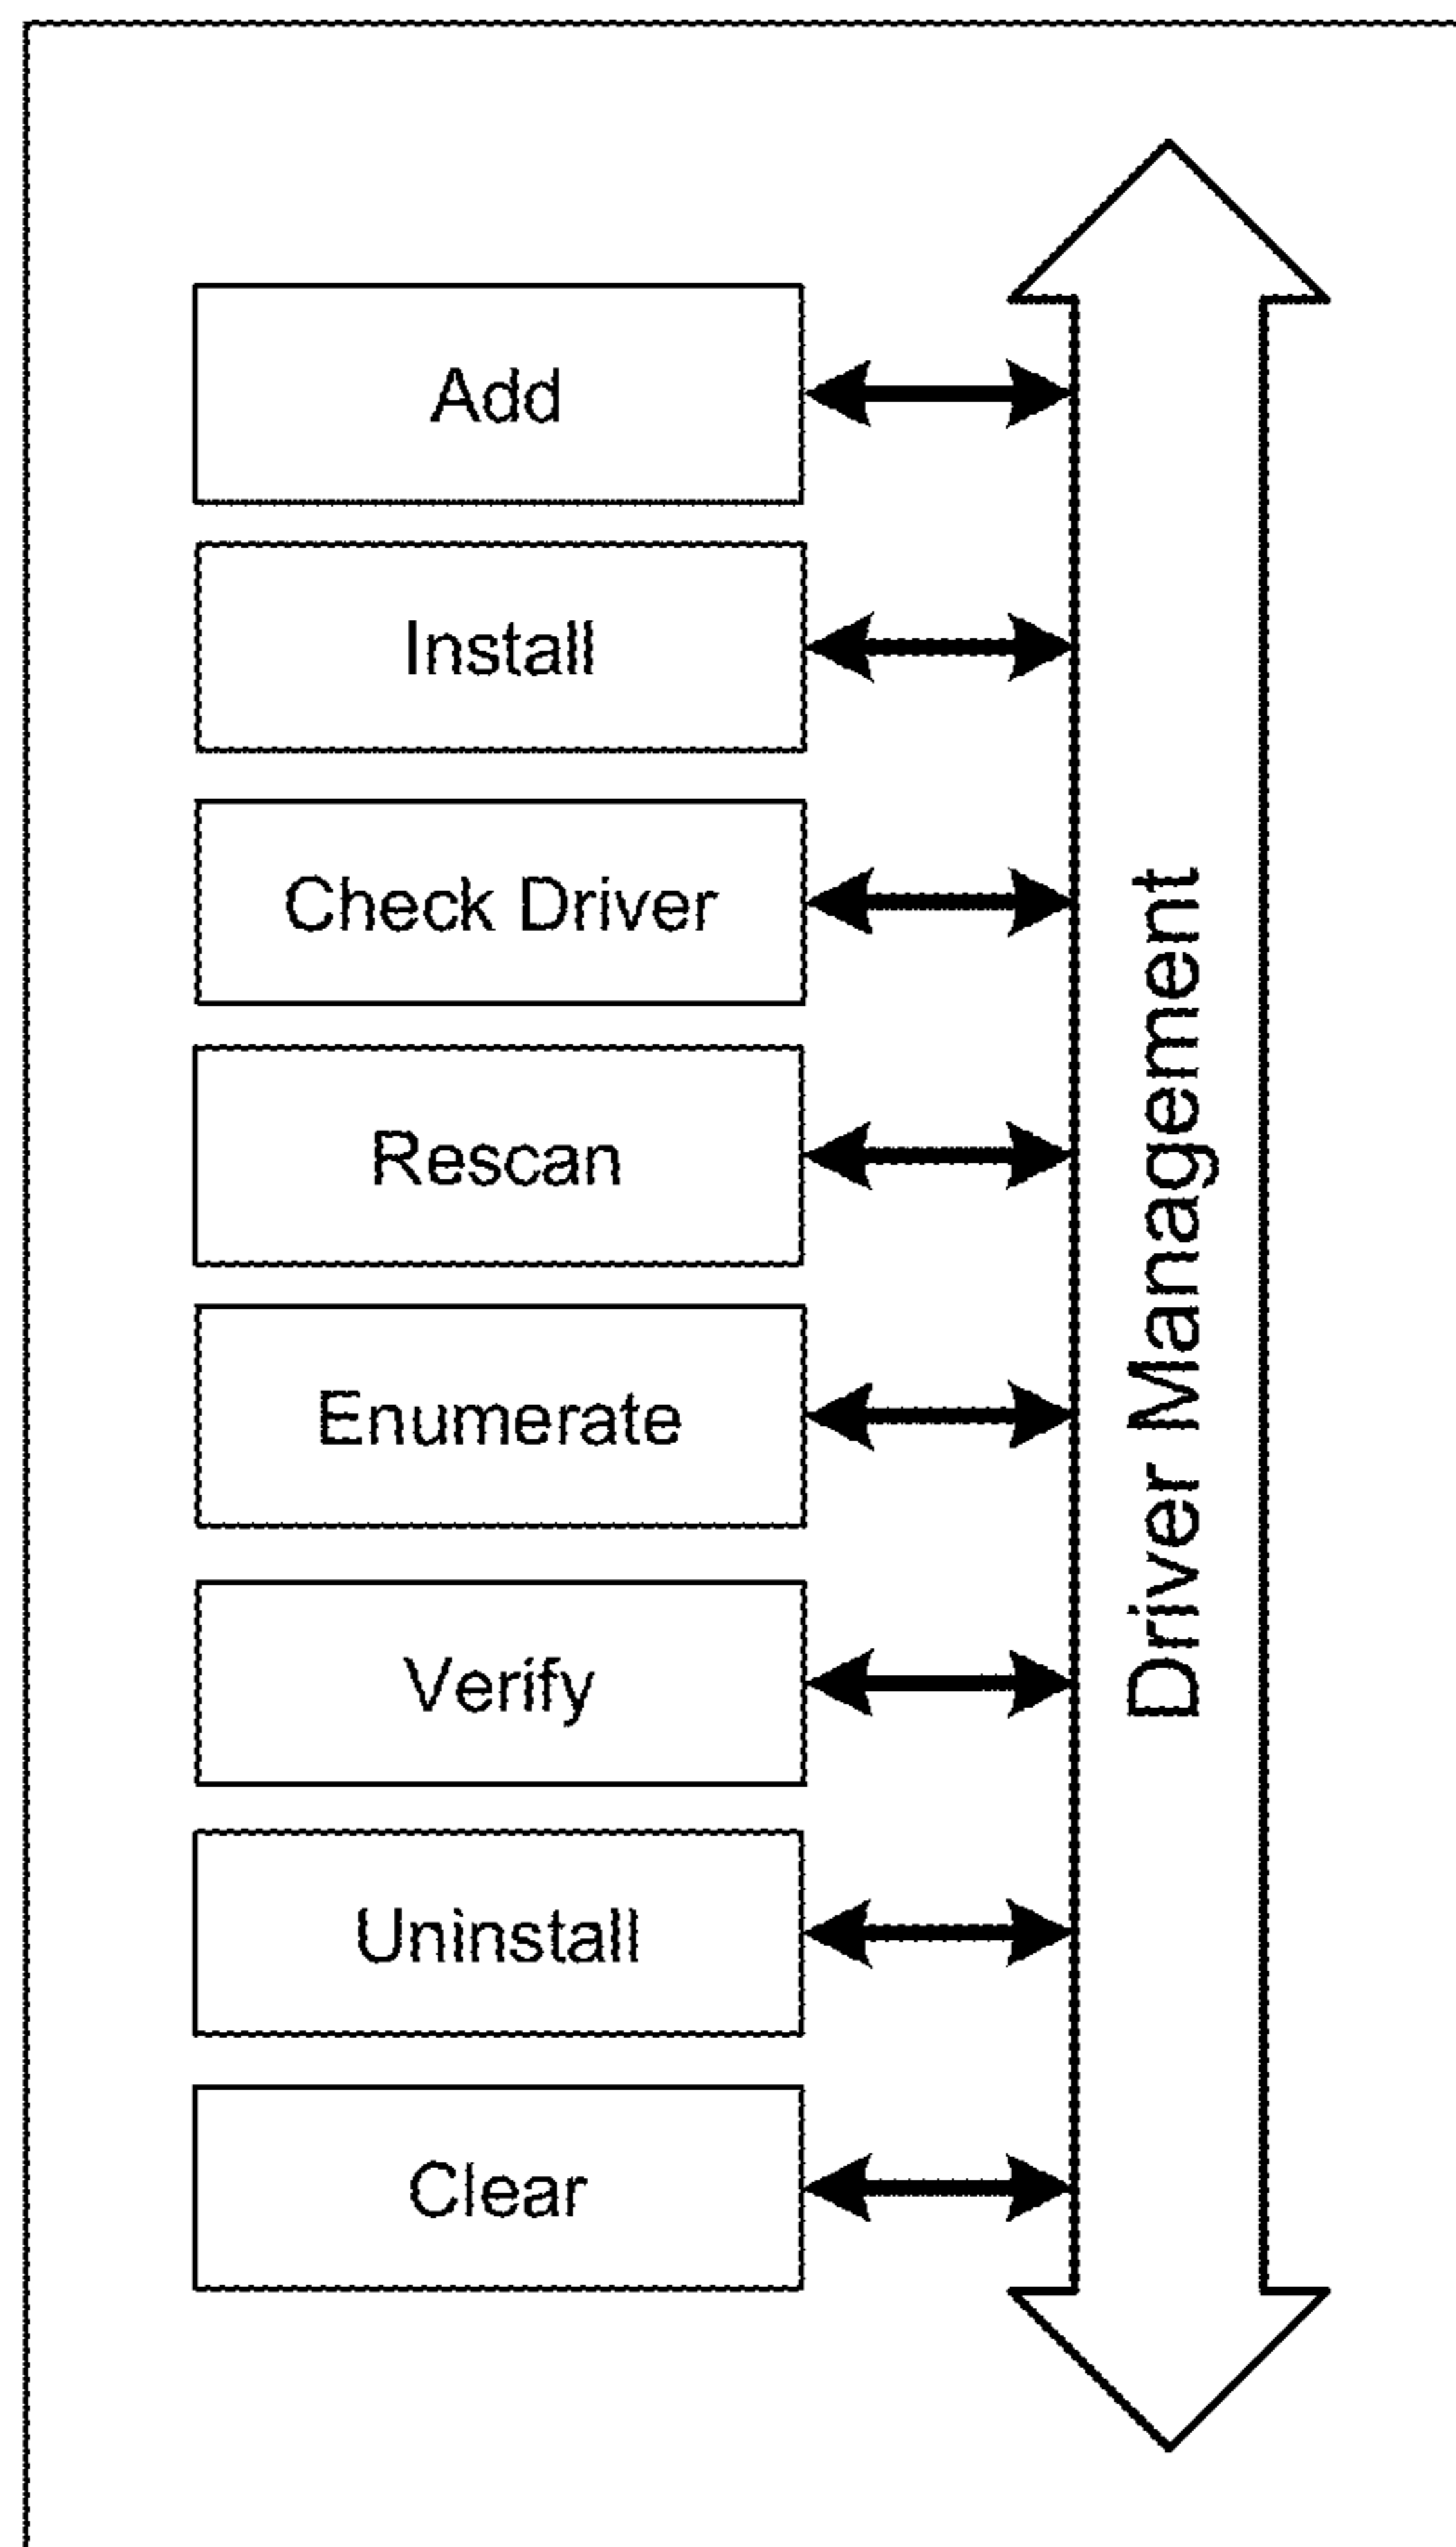 Add
Install
Check Driver
Rescan
Enumerate
Verify
Uninstall
Clear
Driver Management